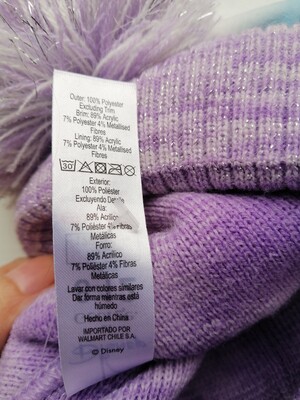 Outer: 100% Polyester
Excluding Trim
Brim: 89% Acrylic
7% Polyester 4% Metallised
Fibres
Lining: 89% Acrylic
7% Polyester 4% Metallised
Fibres
30
Exterior:
100% Poliéster
Excluyendo
Ala:
89% Acrílico
7% Poliéster 4% Fibras
Metálicas
Forro:
89% Acrílico
7% Poliéster 4% Fibras
Metálicas
Lavar con colores similares
Dar forma mientras está
húmedo
Hecho en China
IMPORTADO POR
WALMART CHILE S.A.
© Disney